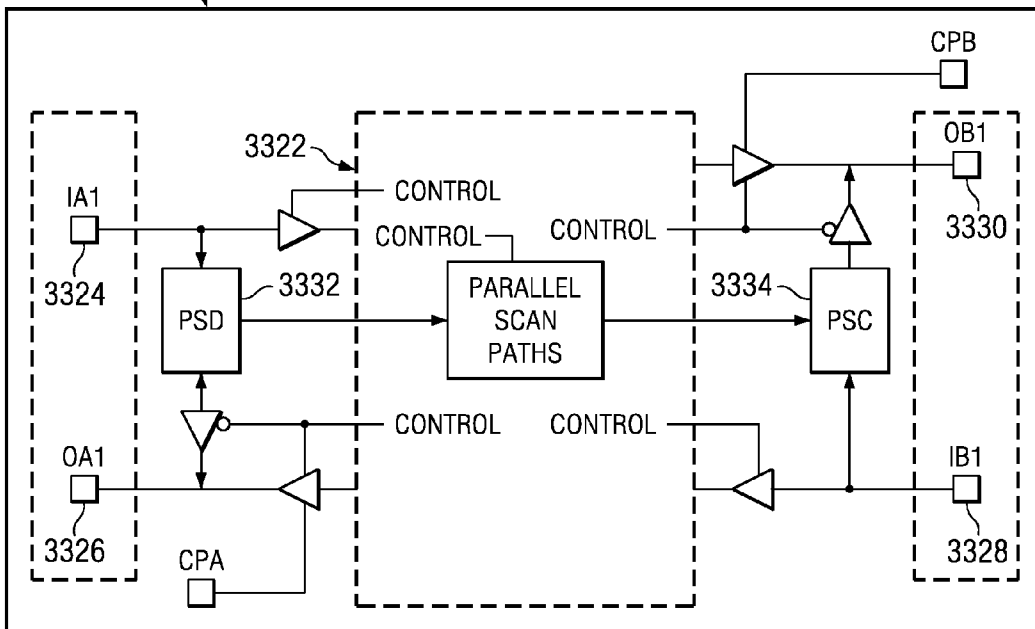 CPB
3322
OB1
IA1
CONTROL
CONTROL
CONTROL
3330
3324
3332
PSD
PARALLEL
SCAN
PATHS
3334
PSC
CONTROL
CONTROL
OA1
IB1
3326
CPA
3328